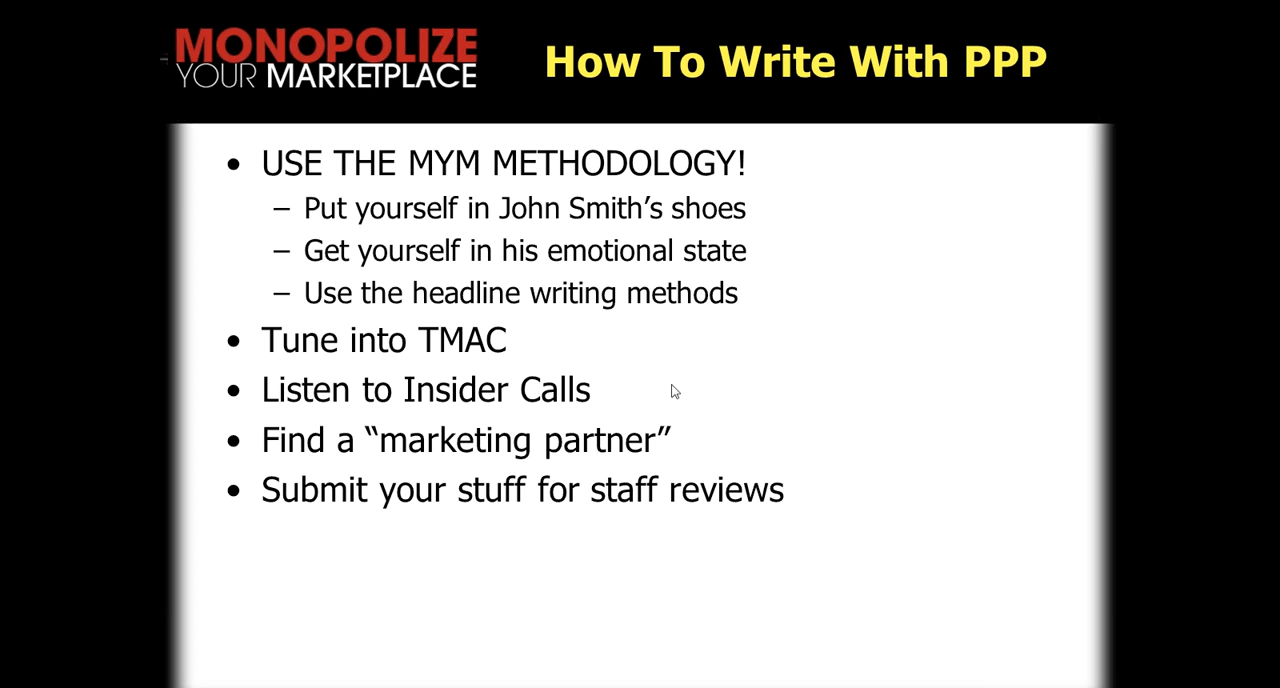 MONOPOLIZE
YOUR MARKETPLACE
How To Write With PPP
• USE THE MYM METHODOLOGY!
– Put yourself in John Smith’s shoes
– Get yourself in his emotional state
– Use the headline writing methods
• Tune into TMAC
• Listen to Insider Calls
• Find a “marketing partner”
• Submit your stuff for staff reviews